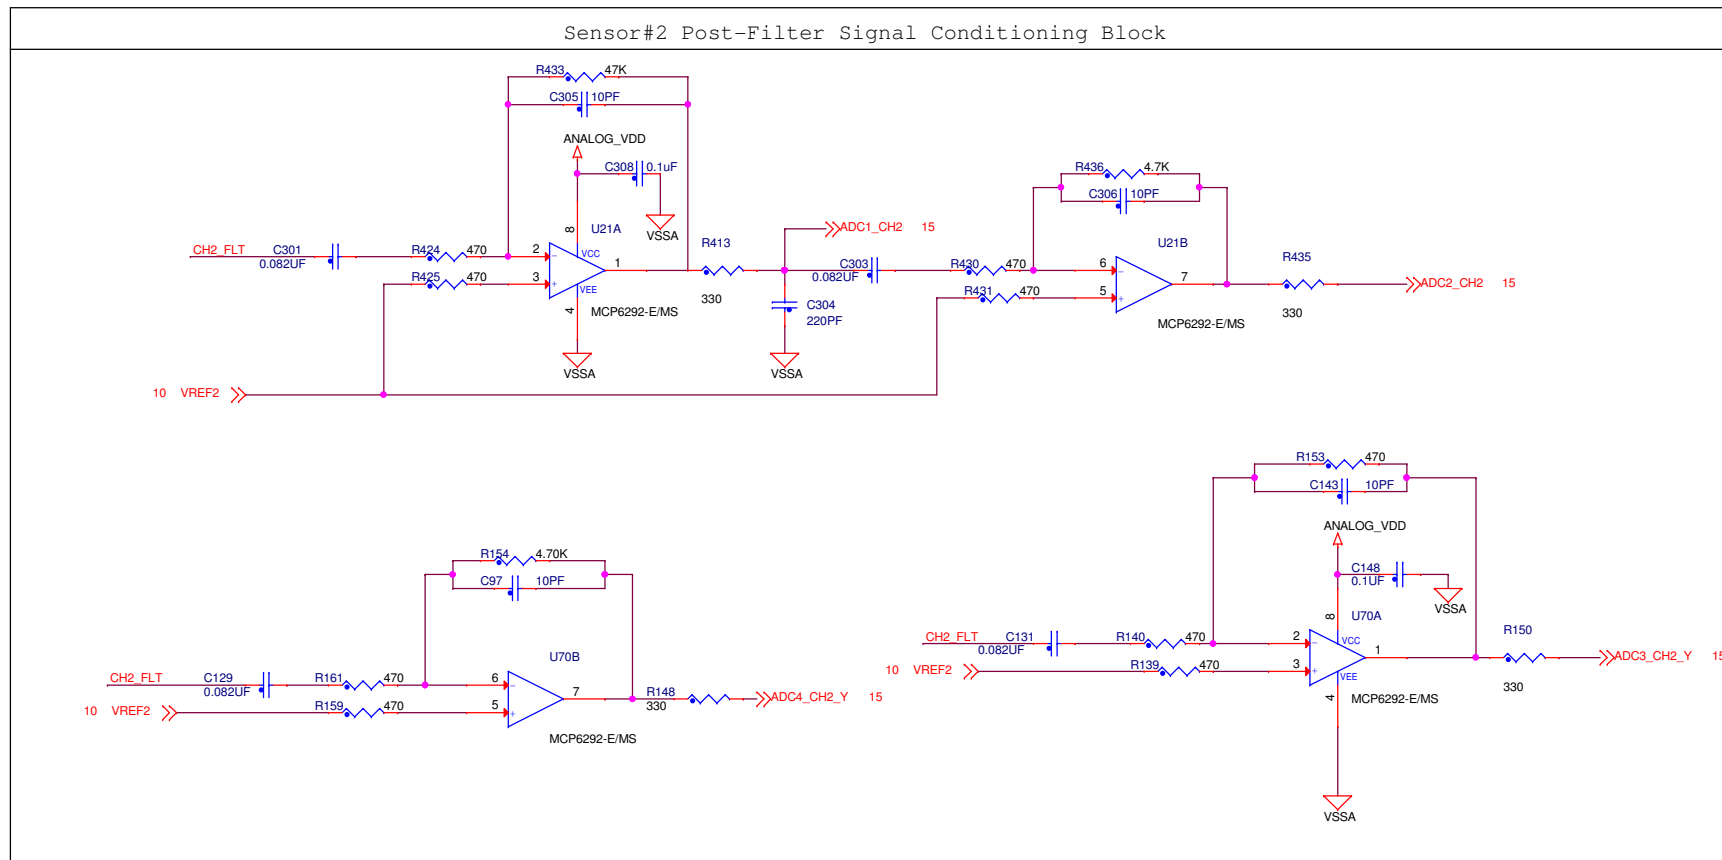 Sensor#2 Post-Filter Signal Conditioning Block
R433 47K
C305 10PF
ANALOG_VDD
C308 0.1uF
VSSA
8
U21A
CH2_FLT C301 0.082UF R424 470 2 VCC
R425 470 3 VEE
1
4
MCP6292-E/MS
VSSA
R413
330
ADC1_CH2 15
C303 0.082UF
C304
220PF
VSSA
R436 4.7K
C306 10PF
U21B
R430 470 6
R431 470 5
7
MCP6292-E/MS
R435
330
ADC2_CH2 15
10 VREF2
R153 470
C143 10PF
ANALOG_VDD
C148
0.1UF
VSSA
8
U70A
CH2_FLT C131 0.082UF R140 470 2 VCC
10 VREF2 R139 470 3 VEE
1
4
MCP6292-E/MS
VSSA
R150
330
ADC3_CH2_Y 15
R154 4.70K
C97 10PF
U70B
CH2_FLT C129 0.082UF R161 470 6
10 VREF2 R159 470 5
7
MCP6292-E/MS
R148
330
ADC4_CH2_Y 15